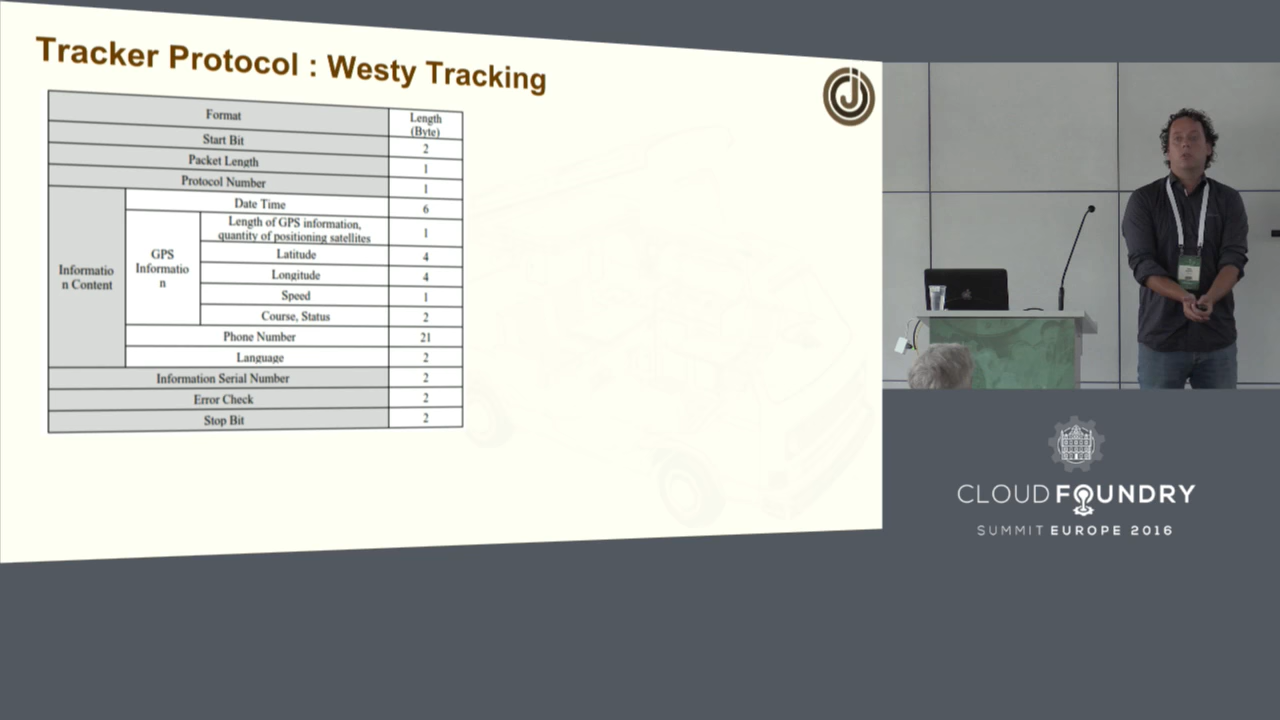 Tracker Protocol : Westy Tracking
Format
Length
(Byte)
Start Bit
2
Packet Length
1
Protocol Number
1
Informatio
n Content
Date Time
6
GPS
Informatio
n
Length of GPS information,
quantity of positioning satellites
1
Latitude
4
Longitude
4
Speed
1
Course, Status
2
Phone Number
21
Language
2
Information Serial Number
2
Error Check
2
Stop Bit
2
CLOUD FOUNDRY
SUMMIT EUROPE 2016